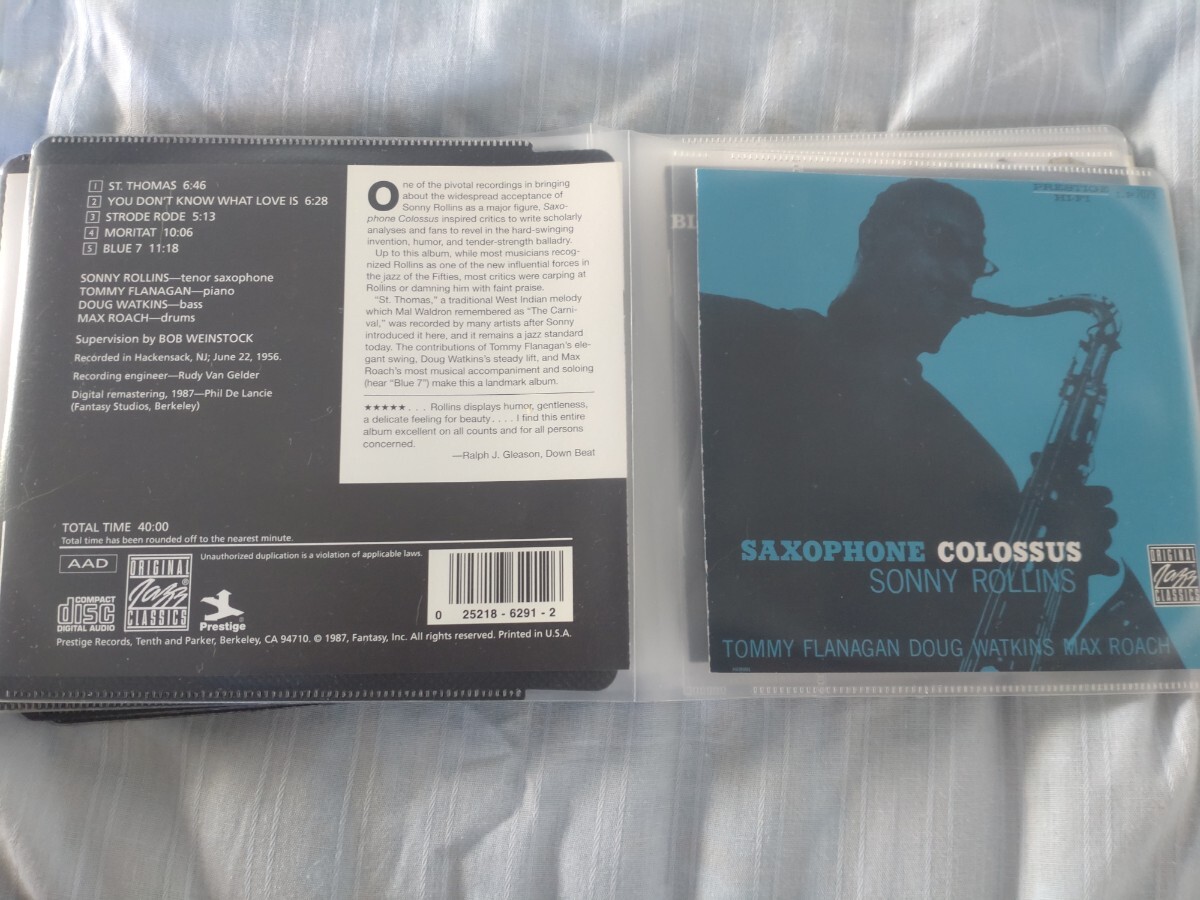 1 ST. THOMAS 6:46
2 YOU DON'T KNOW WHAT LOVE IS 6:28
3 STRODE RODE 5:13
4 MORITAT 10:06
5 BLUE 7 11:18
SONNY ROLLINS—tenor saxophone
TOMMY FLANAGAN—piano
DOUG WATKINS—bass
MAX ROACH—drums
Supervision by BOB WEINSTOCK
Recorded in Hackensack, NJ; June 22, 1956.
Recording engineer—Rudy Van Gelder
Digital remastering, 1987—Phil De Lancie
(Fantasy Studios, Berkeley)
One of the pivotal recordings in bringing
about the widespread acceptance of
Sonny Rollins as a major figure, Saxo-
phone Colossus inspired critics to write scholarly
analyses and fans to revel in the hard-swinging
invention, humor, and tender-strength balladry.
Up to this album, while most musicians recog-
nized Rollins as one of the new influential forces in
the jazz of the Fifties, most critics were carping at
Rollins or damning him with faint praise.
"St. Thomas," a traditional West Indian melody
which Mal Waldron remembered as "The Carni-
val," was recorded by many artists after Sonny
introduced it here, and it remains a jazz standard
today. The contributions of Tommy Flanagan's ele-
gant swing, Doug Watkins's steady lift, and Max
Roach's most musical accompaniment and soloing
(hear "Blue 7") make this a landmark album.
★★★★★. . . Rollins displays humor, gentleness,
a delicate feeling for beauty. . . . I find this entire
album excellent on all counts and for all persons
concerned.
—Ralph J. Gleason, Down Beat
TOTAL TIME 40:00
Total time has been rounded off to the nearest minute.
AAD
ORIGINAL
Jazz
CLASSICS
®
Unauthorized duplication is a violation of applicable laws.
COMPACT
disc
DIGITAL AUDIO
Prestige
0 25218-6291-2
Prestige Records, Tenth and Parker, Berkeley, CA 94710. © 1987, Fantasy, Inc. All rights reserved. Printed in U.S.A.
BL
PRESTIGE
HI-FI
SAXOPHONE COLOSSUS
SONNY ROLLINS
ORIGINAL
Jazz
CLASSICS
TOMMY FLANAGAN DOUG WATKINS MAX ROACH